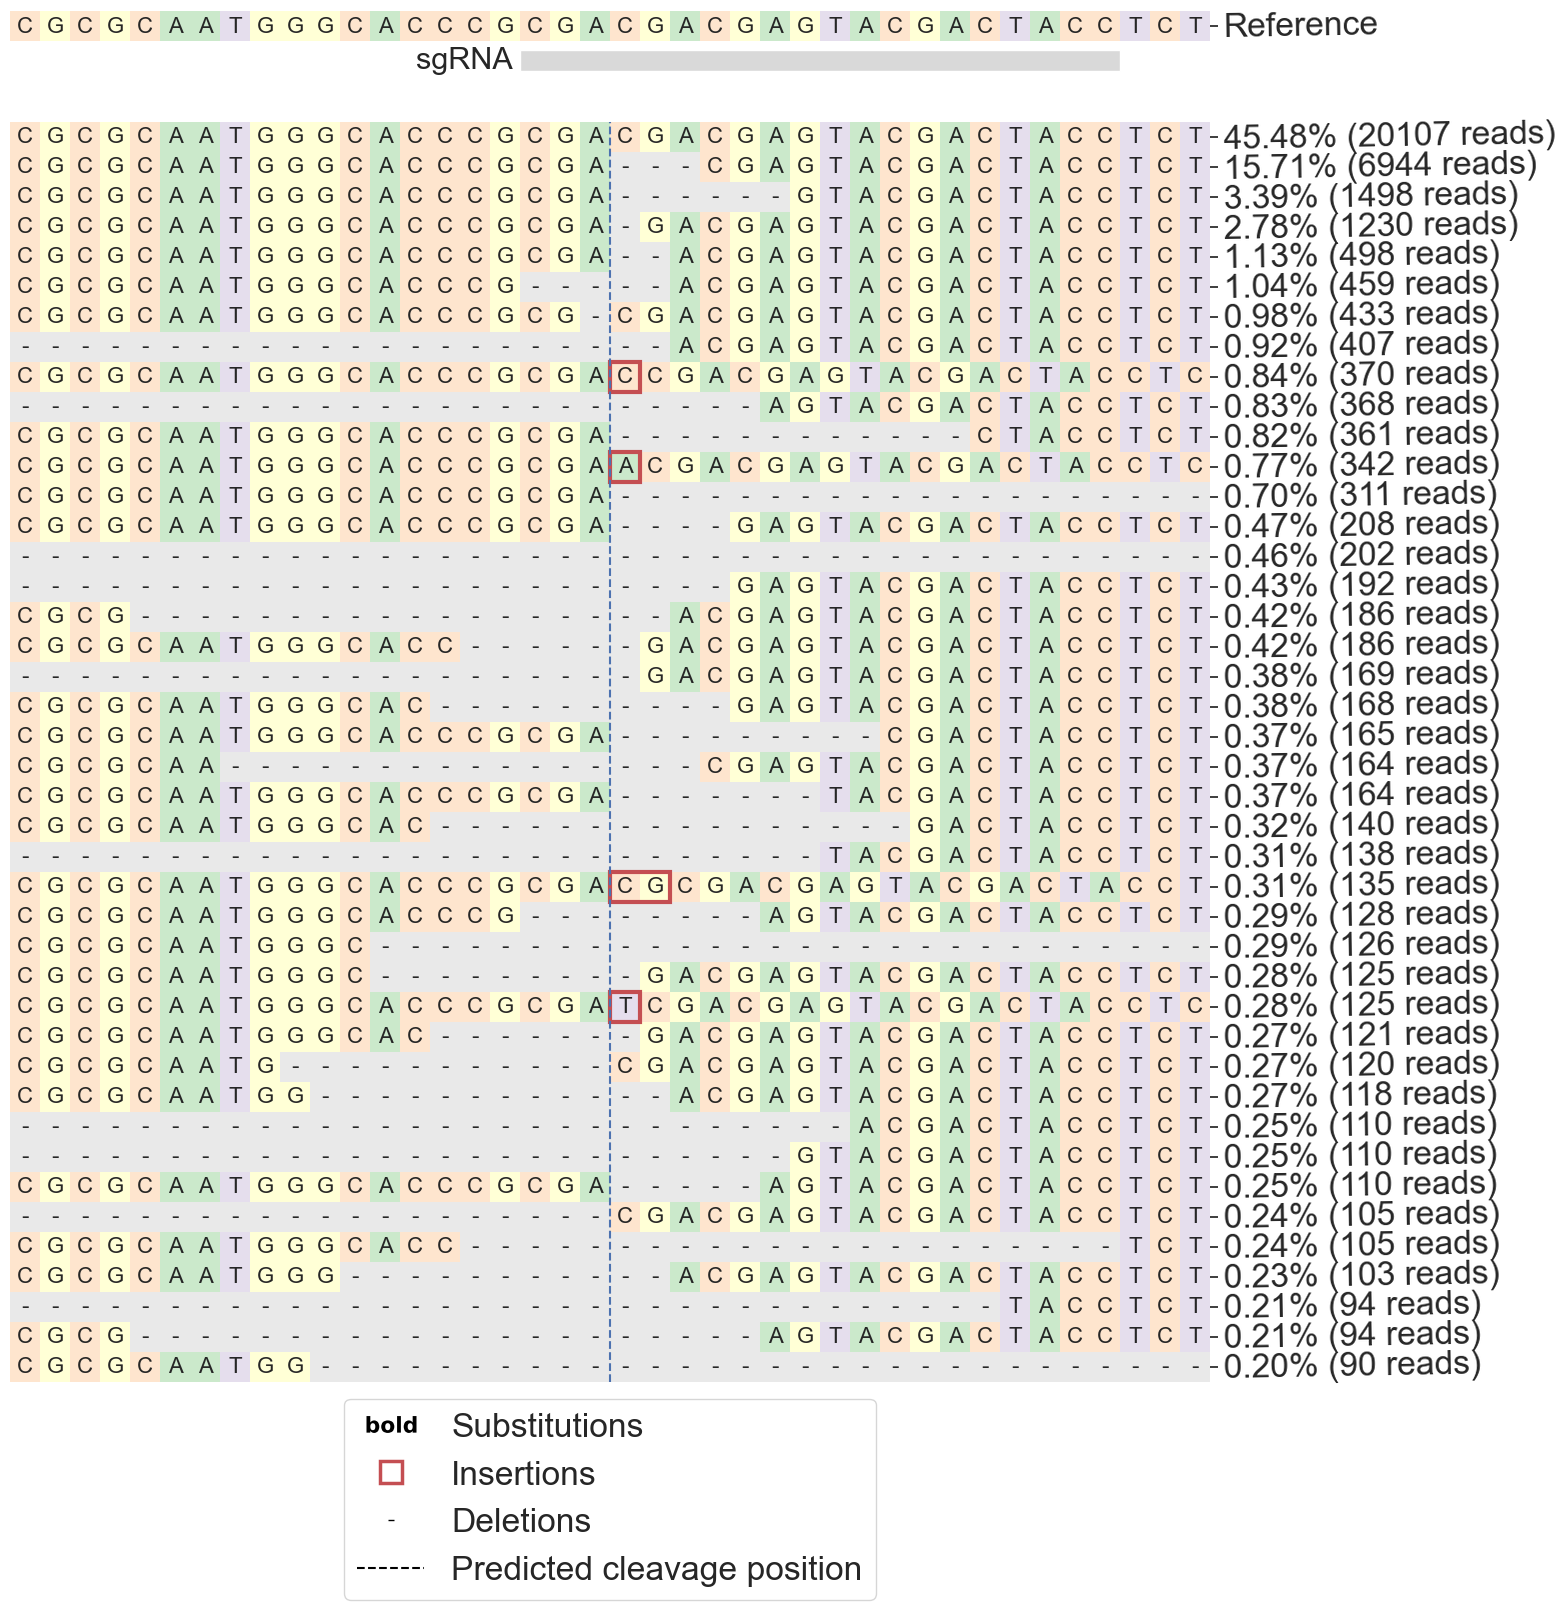 C G C G C A A T G G G C A C C C G C G A C G A C G A G T A C G A C T A C C T C T Reference
sgRNA
C G C G C A A T G G G C A C C C G C G A C G A C G A G T A C G A C T A C C T C T 45.48% (20107 reads)
C G C G C A A T G G G C A C C C G C G A - - - C G A G T A C G A C T A C C T C T 15.71% (6944 reads)
C G C G C A A T G G G C A C C C G C G A - - - - - - G T A C G A C T A C C T C T 3.39% (1498 reads)
C G C G C A A T G G G C A C C C G C G A - G A C G A G T A C G A C T A C C T C T 2.78% (1230 reads)
C G C G C A A T G G G C A C C C G C G A - - A C G A G T A C G A C T A C C T C T 1.13% (498 reads)
C G C G C A A T G G G C A C C C G - - - - - A C G A G T A C G A C T A C C T C T 1.04% (459 reads)
C G C G C A A T G G G C A C C C G C G - C G A C G A G T A C G A C T A C C T C T 0.98% (433 reads)
- - - - - - - - - - - - - - - - - - - - - - A C G A G T A C G A C T A C C T C T 0.92% (407 reads)
C G C G C A A T G G G C A C C C G C G A C C G A C G A G T A C G A C T A C C T C 0.84% (370 reads)
- - - - - - - - - - - - - - - - - - - - - - - - - A G T A C G A C T A C C T C T 0.83% (368 reads)
C G C G C A A T G G G C A C C C G C G A - - - - - - - - - - - - C T A C C T C T 0.82% (361 reads)
C G C G C A A T G G G C A C C C G C G A A C G A C G A G T A C G A C T A C C T C 0.77% (342 reads)
C G C G C A A T G G G C A C C C G C G A - - - - - - - - - - - - - - - - - - - - 0.70% (311 reads)
C G C G C A A T G G G C A C C C G C G A - - - - G A G T A C G A C T A C C T C T 0.47% (208 reads)
- - - - - - - - - - - - - - - - - - - - - - - - - - - - - - - - - - - - - - - - 0.46% (202 reads)
- - - - - - - - - - - - - - - - - - - - - - - - G A G T A C G A C T A C C T C T 0.43% (192 reads)
C G C G - - - - - - - - - - - - - - - - - - A C G A G T A C G A C T A C C T C T 0.42% (186 reads)
C G C G C A A T G G G C A C C - - - - - - G A C G A G T A C G A C T A C C T C T 0.42% (186 reads)
- - - - - - - - - - - - - - - - - - - - - G A C G A G T A C G A C T A C C T C T 0.38% (169 reads)
C G C G C A A T G G G C A C - - - - - - - - - - G A G T A C G A C T A C C T C T 0.38% (168 reads)
C G C G C A A T G G G C A C C C G C G A - - - - - - - - - C G A C T A C C T C T 0.37% (165 reads)
C G C G C A A - - - - - - - - - - - - - - - - C G A G T A C G A C T A C C T C T 0.37% (164 reads)
C G C G C A A T G G G C A C C C G C G A - - - - - - - T A C G A C T A C C T C T 0.37% (164 reads)
C G C G C A A T G G G C A C - - - - - - - - - - - - - - - - G A C T A C C T C T 0.32% (140 reads)
- - - - - - - - - - - - - - - - - - - - - - - - - - - T A C G A C T A C C T C T 0.31% (138 reads)
C G C G C A A T G G G C A C C C G C G A C G C G A C G A G T A C G A C T A C C T 0.31% (135 reads)
C G C G C A A T G G G C A C C C G - - - - - - - - A G T A C G A C T A C C T C T 0.29% (128 reads)
C G C G C A A T G G G C - - - - - - - - - - - - - - - - - - - - - - - - - - - - 0.29% (126 reads)
C G C G C A A T G G G C - - - - - - - - - G A C G A G T A C G A C T A C C T C T 0.28% (125 reads)
C G C G C A A T G G G C A C C C G C G A T C G A C G A G T A C G A C T A C C T C 0.28% (125 reads)
C G C G C A A T G G G C A C - - - - - - - G A C G A G T A C G A C T A C C T C T 0.27% (121 reads)
C G C G C A A T G - - - - - - - - - - - C G A C G A G T A C G A C T A C C T C T 0.27% (120 reads)
C G C G C A A T G G - - - - - - - - - - - - A C G A G T A C G A C T A C C T C T 0.27% (118 reads)
- - - - - - - - - - - - - - - - - - - - - - - - - - - - A C G A C T A C C T C T 0.25% (110 reads)
- - - - - - - - - - - - - - - - - - - - - - - - - - G T A C G A C T A C C T C T 0.25% (110 reads)
C G C G C A A T G G G C A C C C G C G A - - - - - A G T A C G A C T A C C T C T 0.25% (110 reads)
- - - - - - - - - - - - - - - - - - - - C G A C G A G T A C G A C T A C C T C T 0.24% (105 reads)
C G C G C A A T G G G C A C C - - - - - - - - - - - - - - - - - - - - - - T C T 0.24% (105 reads)
C G C G C A A T G G G - - - - - - - - - - - A C G A G T A C G A C T A C C T C T 0.23% (103 reads)
- - - - - - - - - - - - - - - - - - - - - - - - - - - - - - - - - T A C C T C T 0.21% (94 reads)
C G C G - - - - - - - - - - - - - - - - - - - - - A G T A C G A C T A C C T C T 0.21% (94 reads)
C G C G C A A T G G - - - - - - - - - - - - - - - - - - - - - - - - - - - - - - 0.20% (90 reads)
bold Substitutions
Insertions
- Deletions
Predicted cleavage position